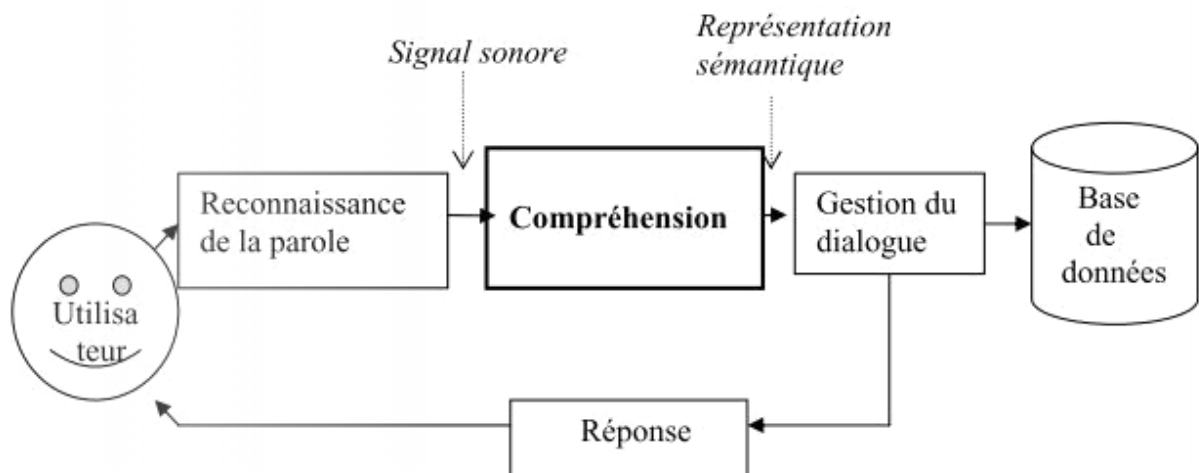 Signal sonore
Représentation
sémantique
Reconnaissance
de la parole
Compréhension
Gestion du
dialogue
Base
de
données
Utilisa
teur
Réponse